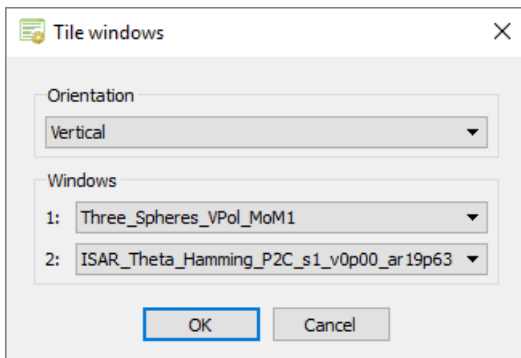 Tile windows
Orientation
Vertical
Windows
1: Three_Spheres_VPol_MoM1
2: ISAR_Theta_Hamming_P2C_s1_v0p00_ar19p63
OK Cancel